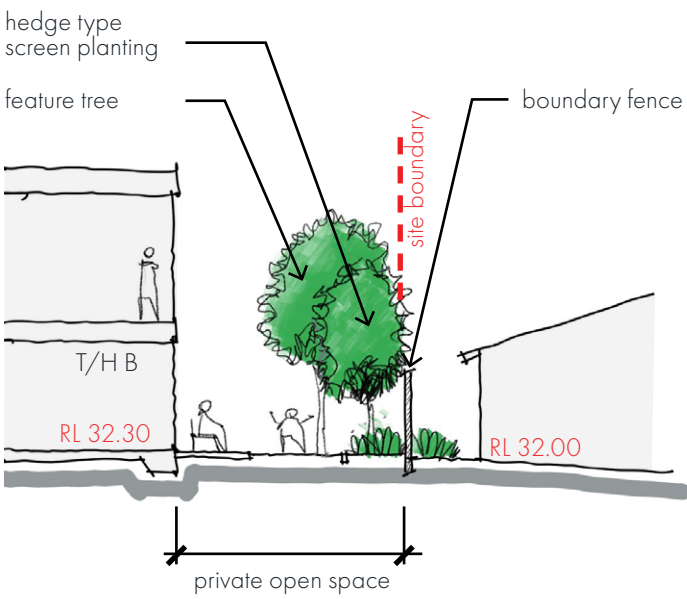 hedge type
screen planting
feature tree
boundary fence
site boundary
T/H B
RL 32.30
RL 32.00
private open space